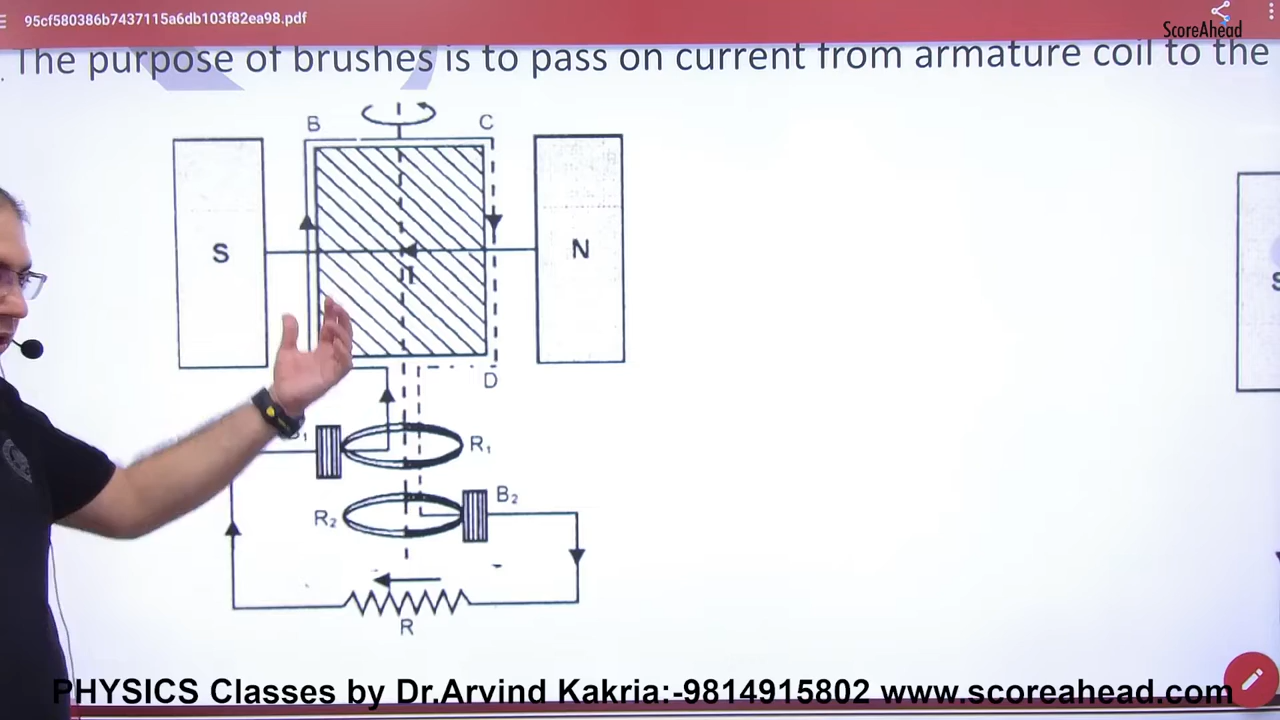 95cf580386b7437115a6db103f82ea98.pdf
ScoreAhead
The purpose of brushes is to pass on current from armature coil to the
B
C
S
N
D
R₁
B₂
R₂
R
PHYSICS Classes by Dr.Arvind Kakria:-9814915802 www.scoreahead.com